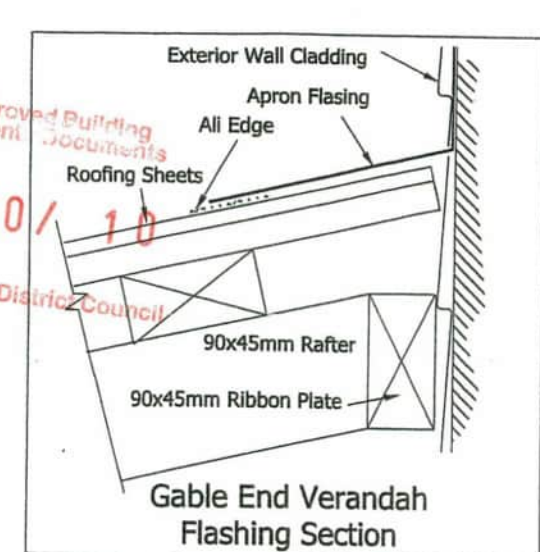 Exterior Wall Cladding
Apron Flasing
Ali Edge
Building
Documents
Roofing Sheets
0/ 10
District Council
90x45mm Rafter
90x45mm Ribbon Plate
Gable End Verandah
Flashing Section